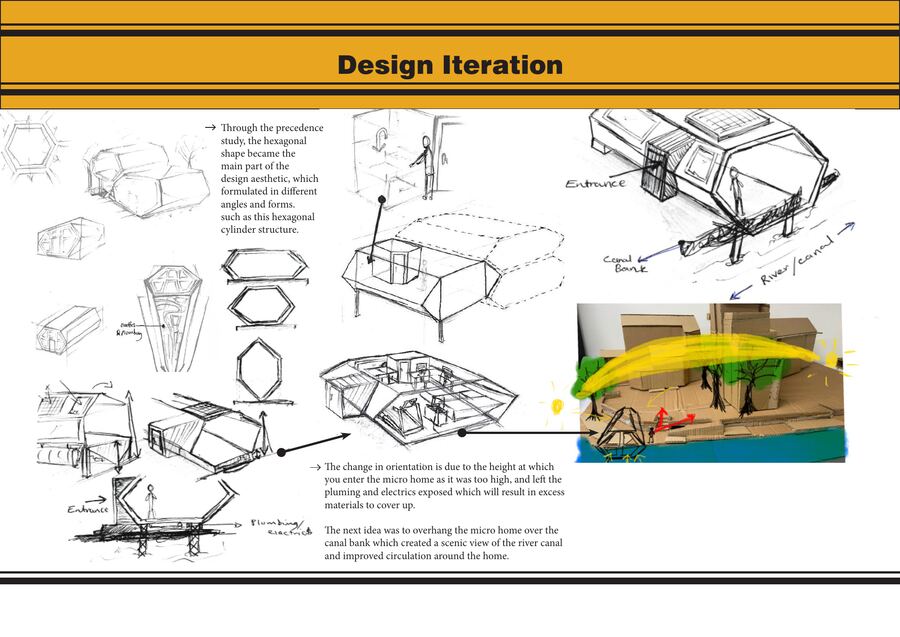 Design Iteration
→ Through the precedence
study, the hexagonal
shape became the
main part of the
design aesthetic, which
formulated in different
angles and forms.
such as this hexagonal
cylinder structure.
Entrance
Canal
Bank
River/canal
Entrance
Plumbing/
electrics
→ The change in orientation is due to the height at which
you enter the micro home as it was too high, and left the
pluming and electrics exposed which will result in excess
materials to cover up.
The next idea was to overhang the micro home over the
canal bank which created a scenic view of the river canal
and improved circulation around the home.